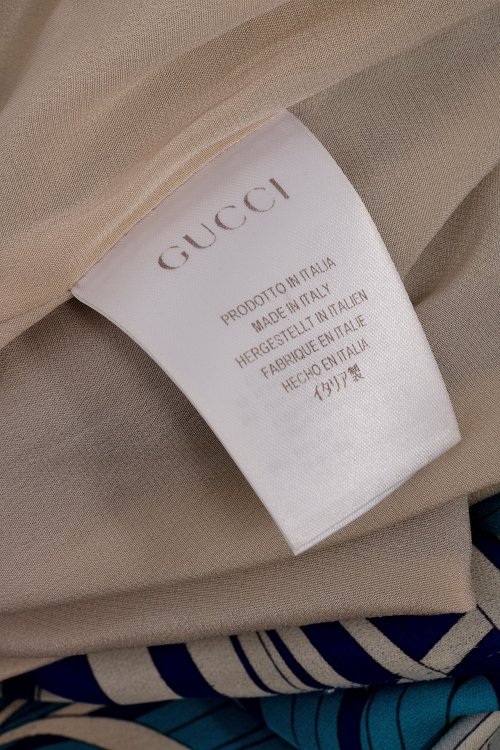 GUCCI
PRODOTTO IN ITALIA
MADE IN ITALY
HERGESTELLT IN ITALIEN
FABRIQUE EN ITALIE
HECHO EN ITALIA
イタリア製